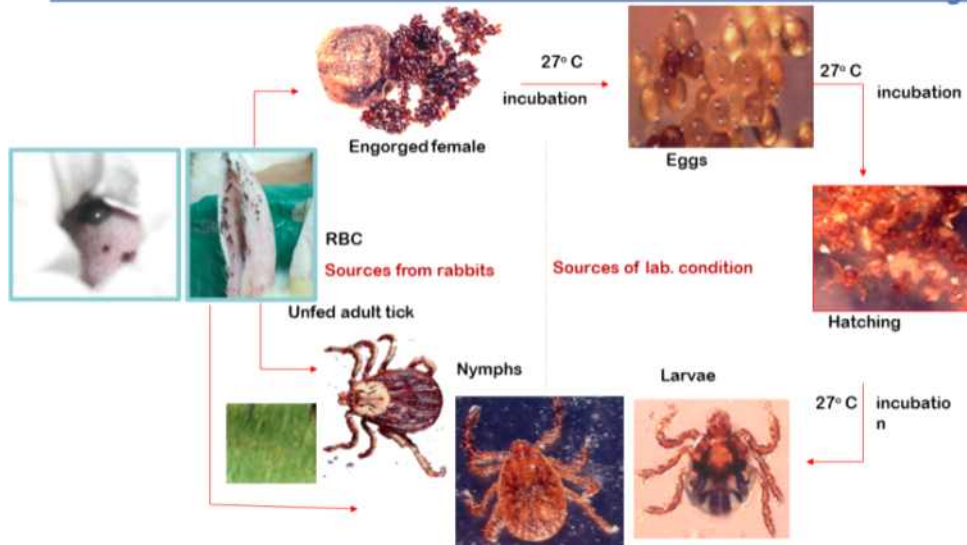 27° C
incubation
Engorged female
Eggs
27° C
incubation
RBC
Sources from rabbits
Sources of lab. condition
Hatching
Unfed adult tick
Nymphs
Larvae
27° C
incubatio
n